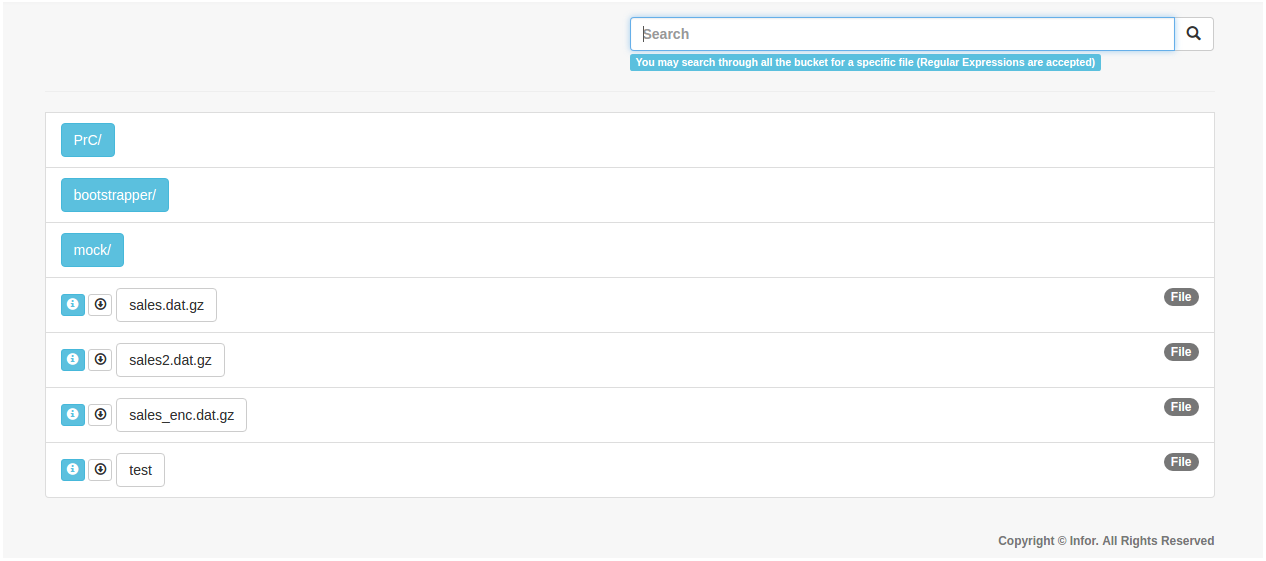 Search
You may search through all the bucket for a specific file (Regular Expressions are accepted)
PrC/
bootstrapper/
mock/
sales.dat.gz File
sales2.dat.gz File
sales_enc.dat.gz File
test File
Copyright © Infor. All Rights Reserved